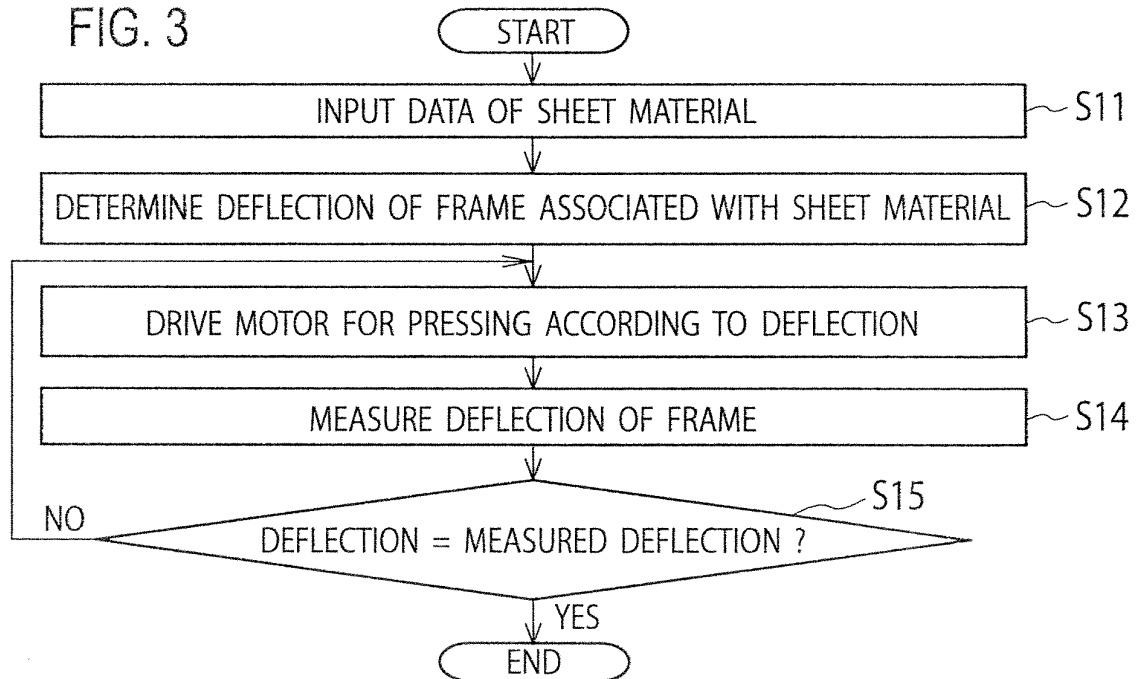 FIG. 3
START
INPUT DATA OF SHEET MATERIAL
S11
DETERMINE DEFLECTION OF FRAME ASSOCIATED WITH SHEET MATERIAL
S12
DRIVE MOTOR FOR PRESSING ACCORDING TO DEFLECTION
S13
MEASURE DEFLECTION OF FRAME
S14
S15
NO
DEFLECTION = MEASURED DEFLECTION ?
YES
END